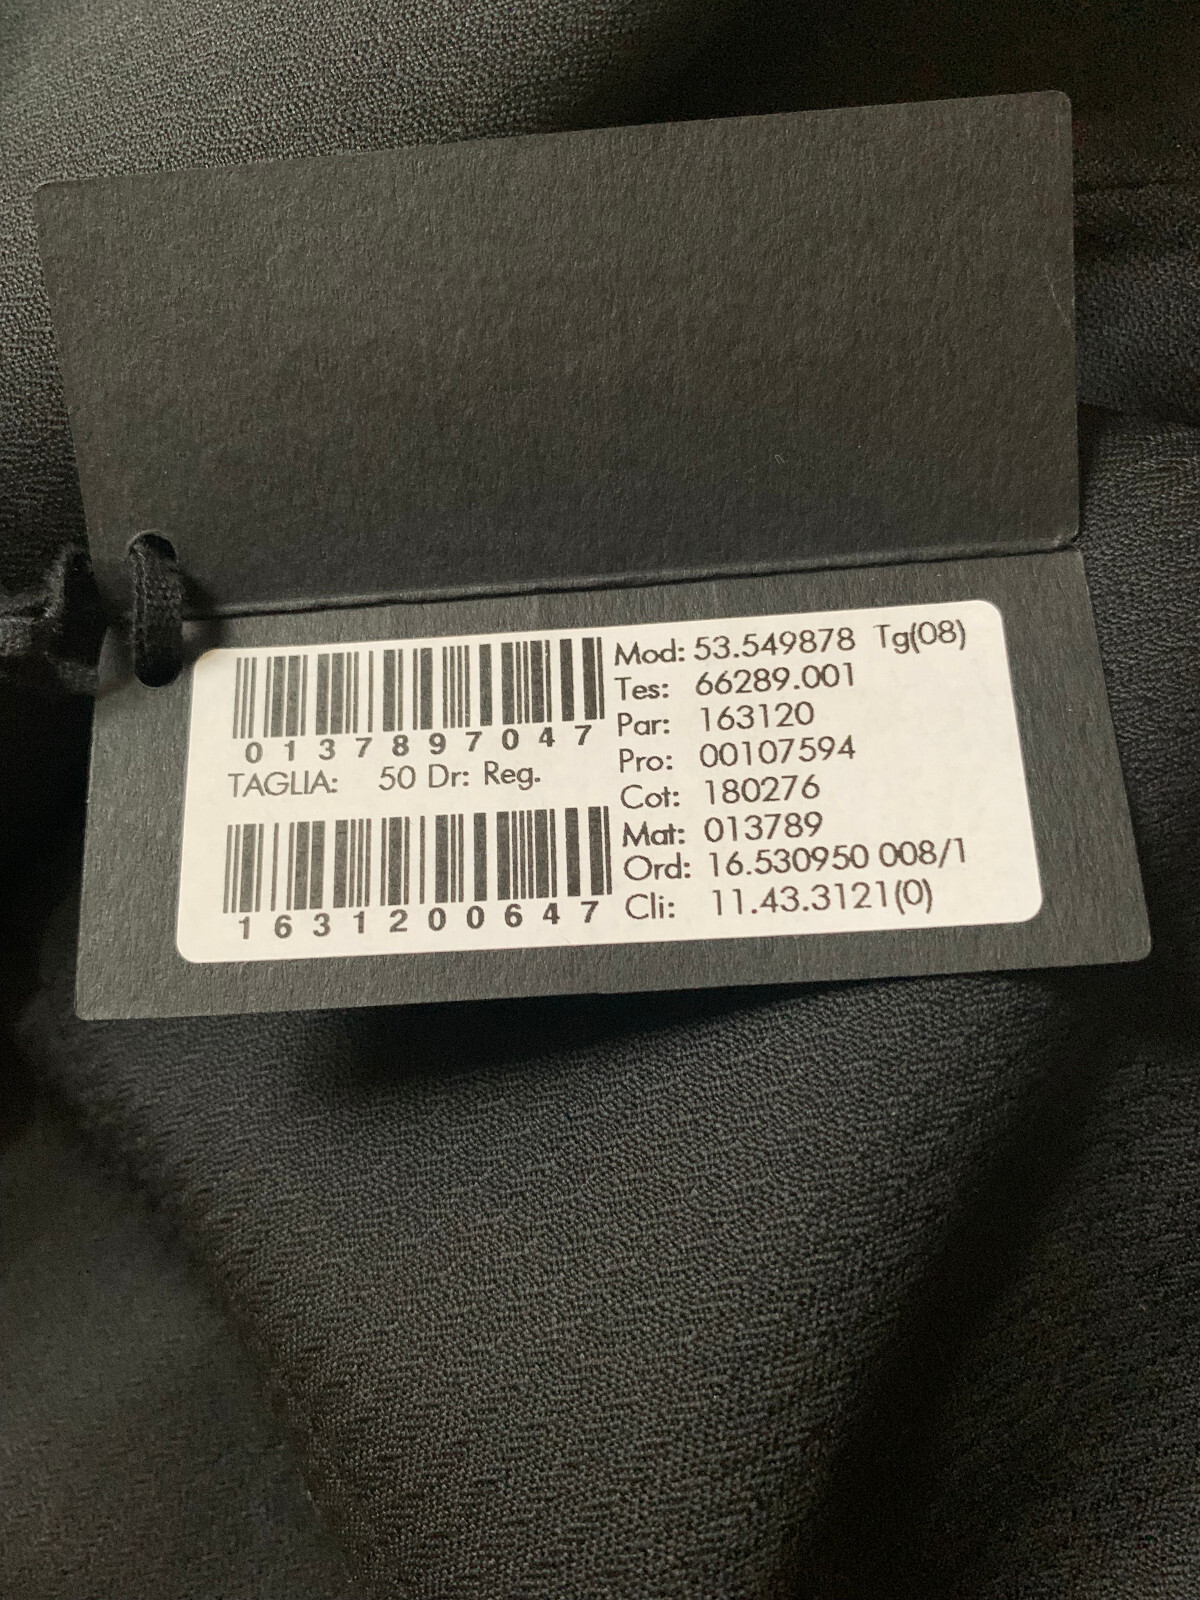 0137897047
TAGLIA: 50 Dr: Reg.
1631200647
Mod: 53.549878 Tg(08)
Tes: 66289.001
Par: 163120
Pro: 00107594
Cot: 180276
Mat: 013789
Ord: 16.530950 008/1
Cli: 11.43.3121(0)